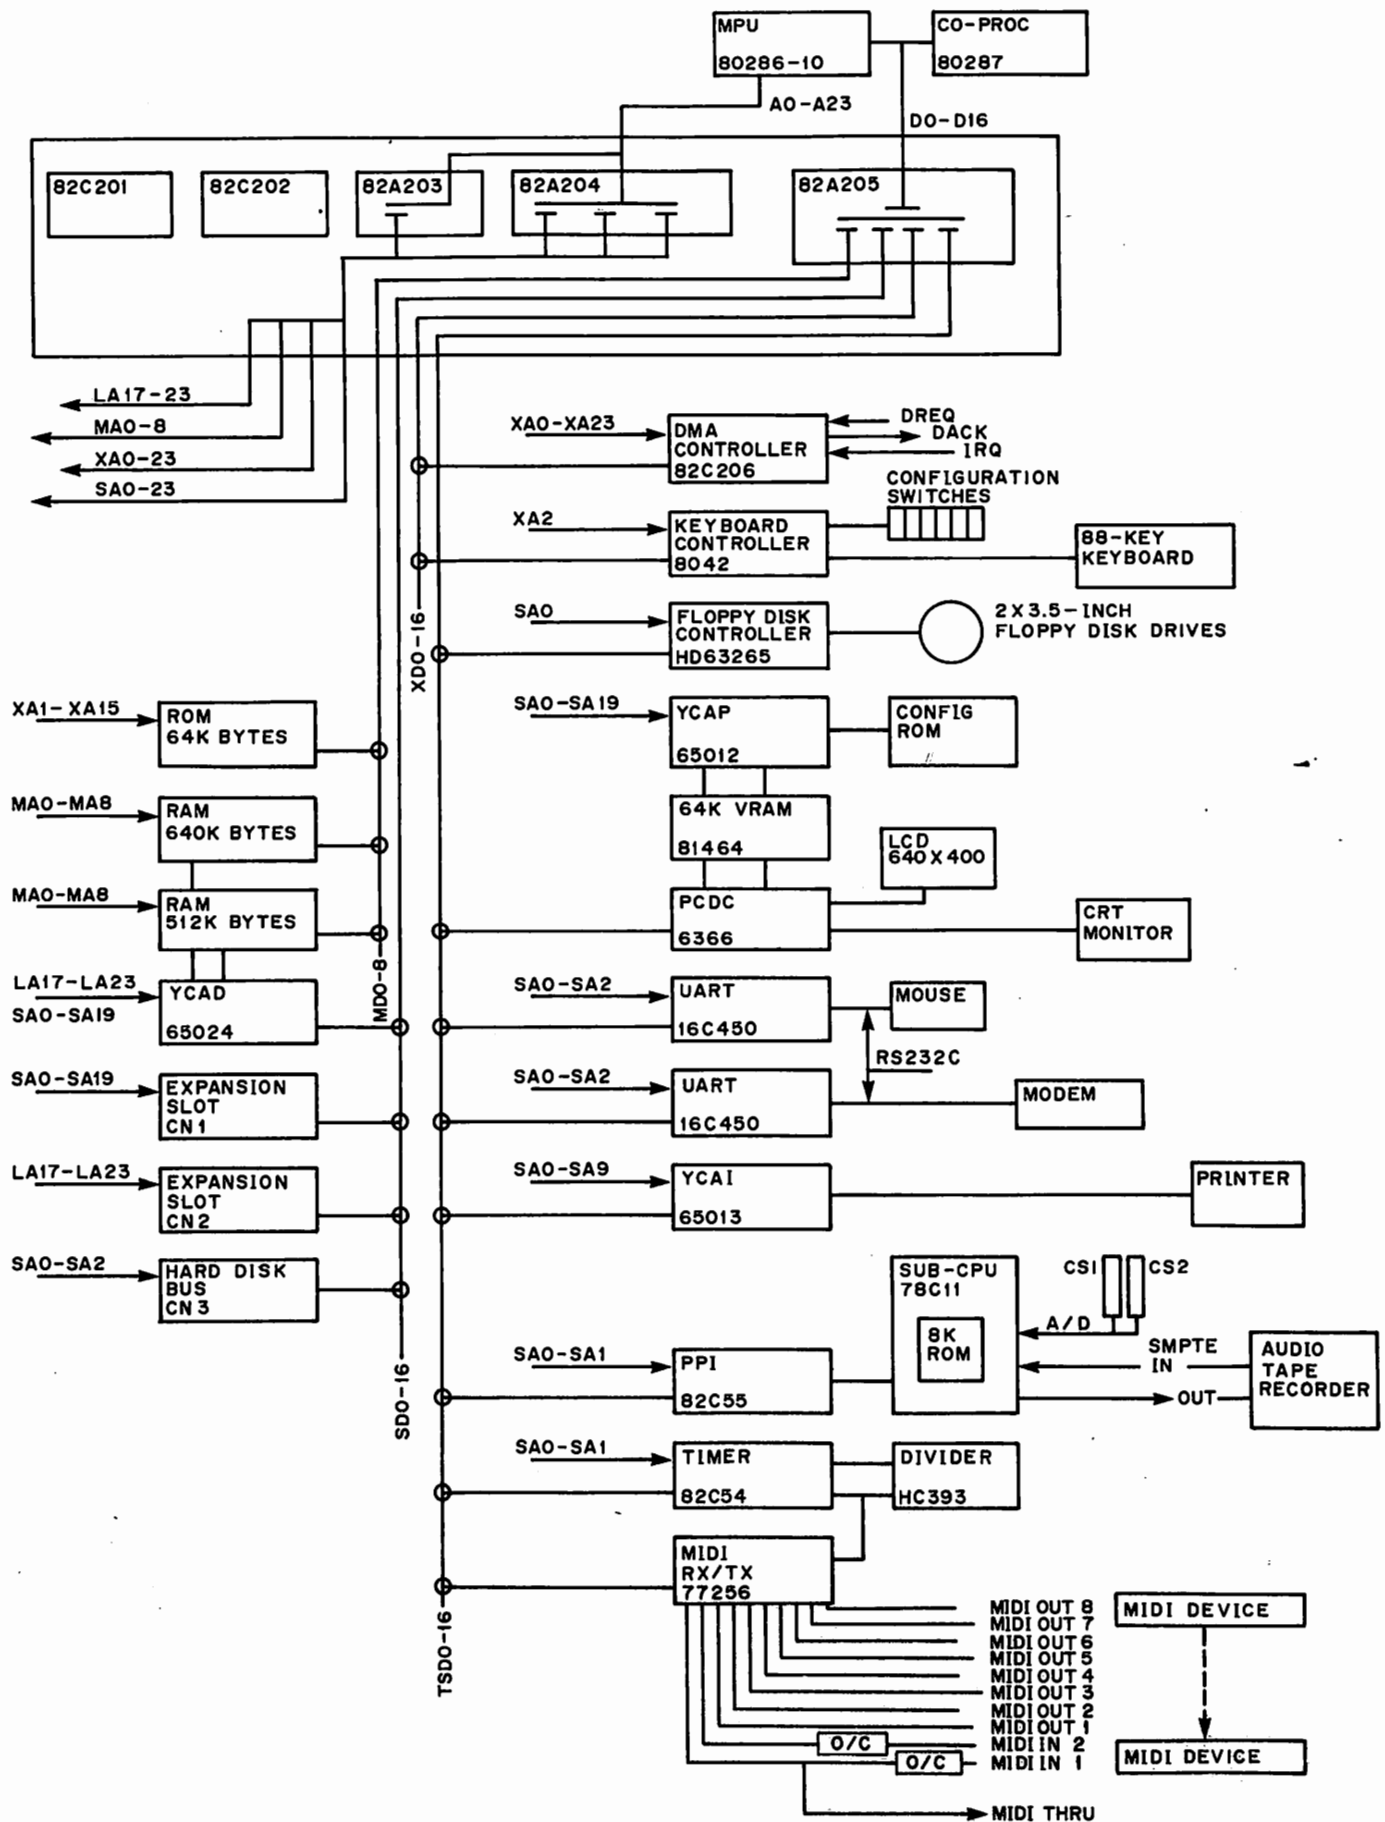 MPU
80286-10
CO-PROC
80287
A0-A23
D0-D16
82C201
82C202
82A203
82A204
82A205
LA17-23
MA0-8
XA0-23
SA0-23
XA0-XA23
DMA
CONTROLLER
82C206
DREQ
DACK
IRQ
CONFIGURATION
SWITCHES
XA2
KEYBOARD
CONTROLLER
8042
88-KEY
KEYBOARD
SA0
FLOPPY DISK
CONTROLLER
HD63265
2X3.5-INCH
FLOPPY DISK DRIVES
XD0-16
XA1-XA15
ROM
64K BYTES
SA0-SA19
YCAP
65012
CONFIG
ROM
MA0-MA8
RAM
640K BYTES
64K VRAM
81464
LCD
640X400
MA0-MA8
RAM
512K BYTES
PCDC
6366
CRT
MONITOR
MD0-8
LA17-LA23
SA0-SA19
YCAD
65024
SA0-SA2
UART
16C450
MOUSE
RS232C
SA0-SA19
EXPANSION
SLOT
CN1
SA0-SA2
UART
16C450
MODEM
LA17-LA23
EXPANSION
SLOT
CN2
SA0-SA9
YCAI
65013
PRINTER
SA0-SA2
HARD DISK
BUS
CN3
SUB-CPU
78C11
8K
ROM
CS1
CS2
A/D
SMPTE
IN
OUT
AUDIO
TAPE
RECORDER
SD0-16
SA0-SA1
PPI
82C55
SA0-SA1
TIMER
82C54
DIVIDER
HC393
MIDI
RX/TX
77256
TSD0-16
MIDI OUT 8
MIDI OUT 7
MIDI OUT 6
MIDI OUT 5
MIDI OUT 4
MIDI OUT 3
MIDI OUT 2
MIDI OUT 1
O/C
MIDI IN 2
O/C
MIDI IN 1
MIDI THRU
MIDI DEVICE
MIDI DEVICE